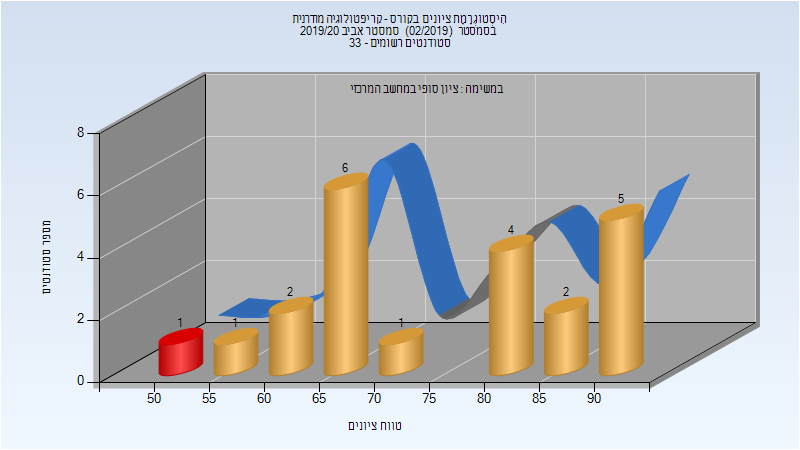 היסטוגרמת ציונים בקורס - קריפטולוגיה מודרנית
בסמסטר (02/2019) סמסטר אביב 2019/20
סטודנטים רשומים - 33
במשימה : ציון סופי במחשב המרכזי
מספר סטודנטים
8
6
4
2
0
1
1
2
6
1
4
2
5
50 55 60 65 70 75 80 85 90
טווח ציונים